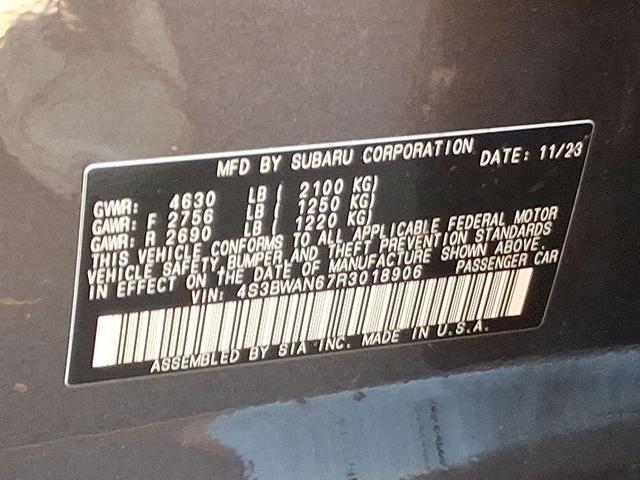 MFD BY SUBARU CORPORATION DATE: 11/23
GVWR: 4630 LB ( 2100 KG)
GAWR: F 2756 LB ( 1250 KG)
GAWR: R 2690 LB ( 1220 KG)
THIS VEHICLE CONFORMS TO ALL APPLICABLE FEDERAL MOTOR
VEHICLE SAFETY, BUMPER, AND THEFT PREVENTION STANDARDS
IN EFFECT ON THE DATE OF MANUFACTURE SHOWN ABOVE.
VIN: 4S3BWAN67R3018906 PASSENGER CAR
ASSEMBLED BY SIA INC. MADE IN U.S.A.